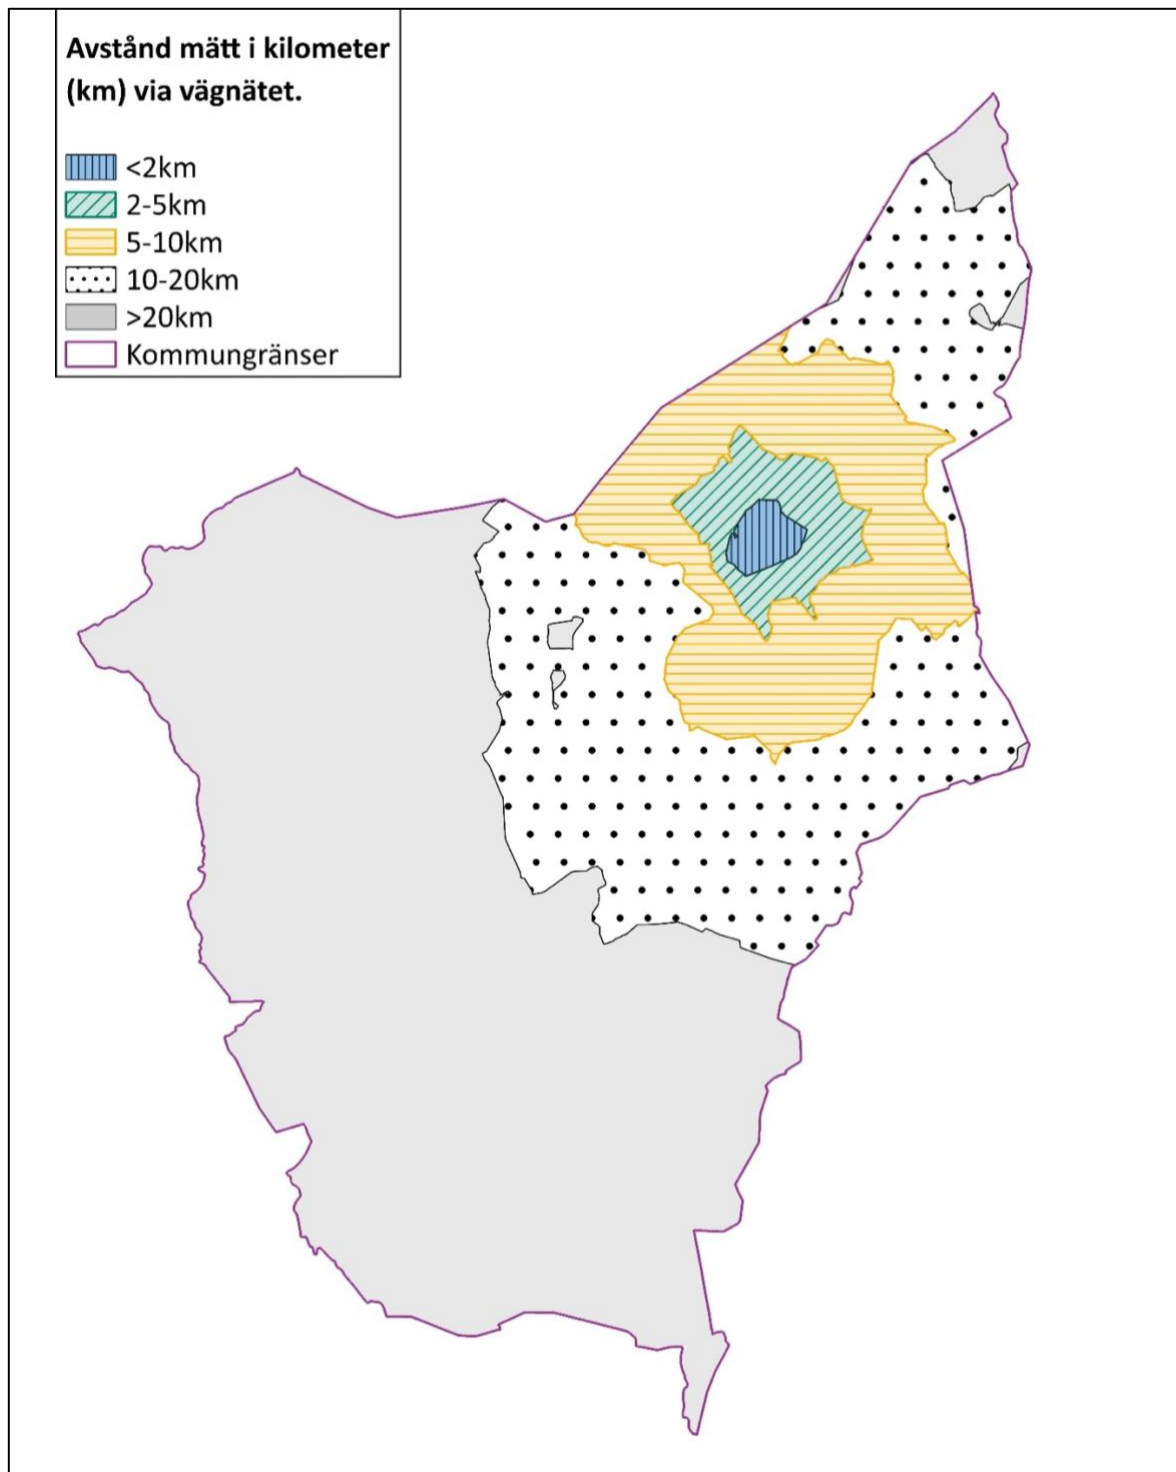 Avstånd mätt i kilometer
(km) via vägnätet.
<2km
2-5km
5-10km
10-20km
>20km
Kommungränser